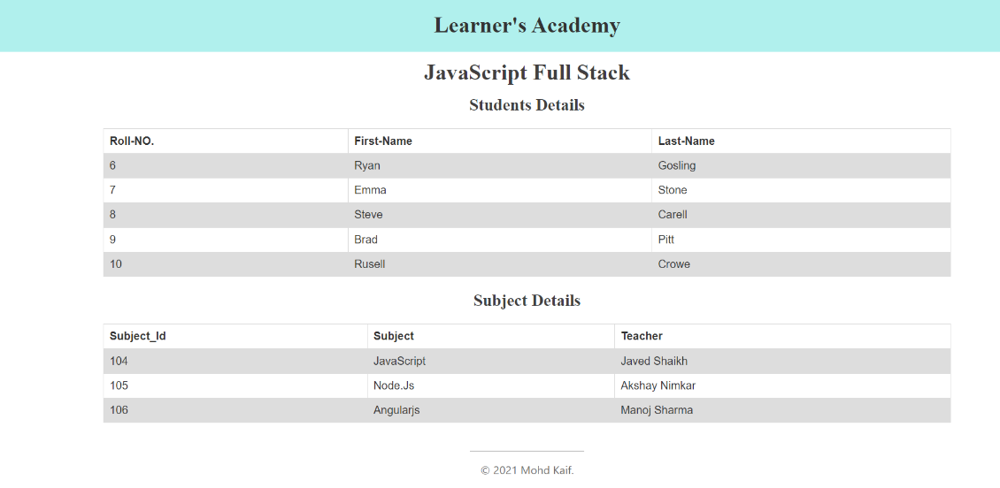 Learner's Academy
JavaScript Full Stack
Students Details
Roll-NO. First-Name Last-Name
6 Ryan Gosling
7 Emma Stone
8 Steve Carell
9 Brad Pitt
10 Rusell Crowe
Subject Details
Subject_Id Subject Teacher
104 JavaScript Javed Shaikh
105 Node.Js Akshay Nimkar
106 Angularjs Manoj Sharma
© 2021 Mohd Kaif.